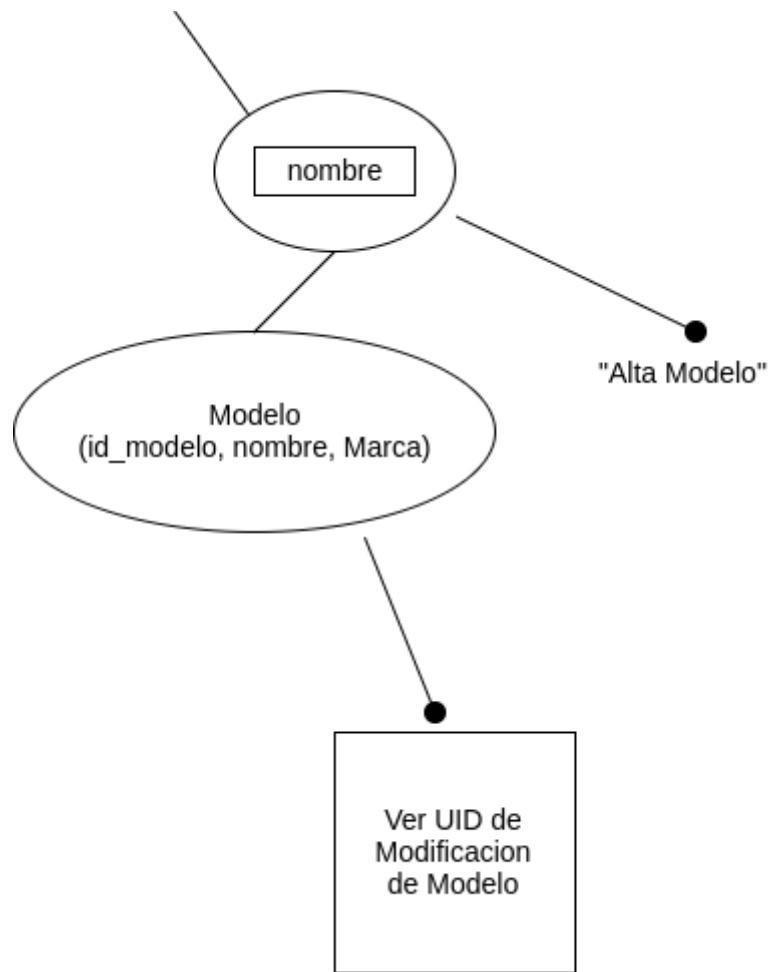 nombre
"Alta Modelo"
Modelo
(id_modelo, nombre, Marca)
Ver UID de
Modificacion
de Modelo